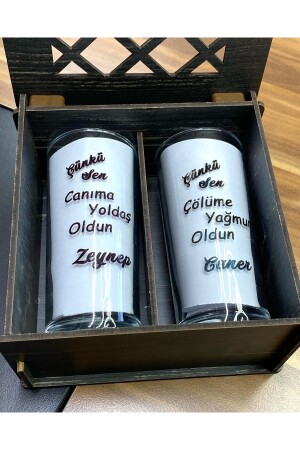 Çünkü
Sen
Canıma
Yoldaş
Oldun
Zeynep
Çünkü
Sen
Çölüme
Yağmur
Oldun
Caner